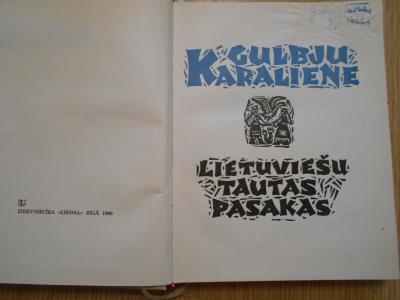 IZDEVNIECĪBA «LIESMA» RĪGĀ 1986
GULBJU
KARALIENE
LIETUVIEŠU
TAUTAS
PASAKAS